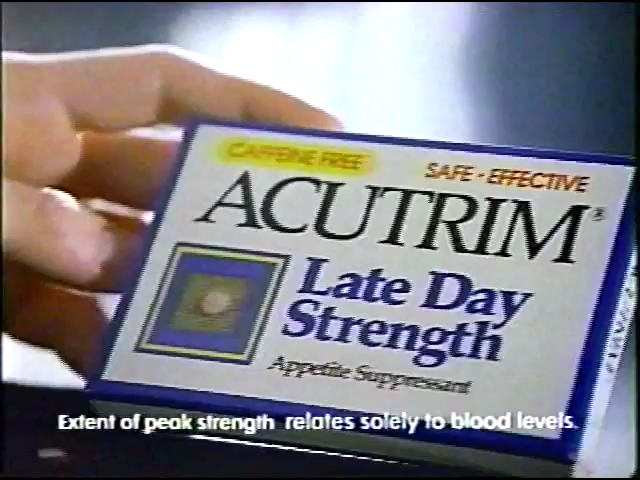 CAFFEINE FREE
SAFE - EFFECTIVE
ACUTRIM®
Late Day
Strength
Appetite Suppressant
Extent of peak strength relates solely to blood levels.